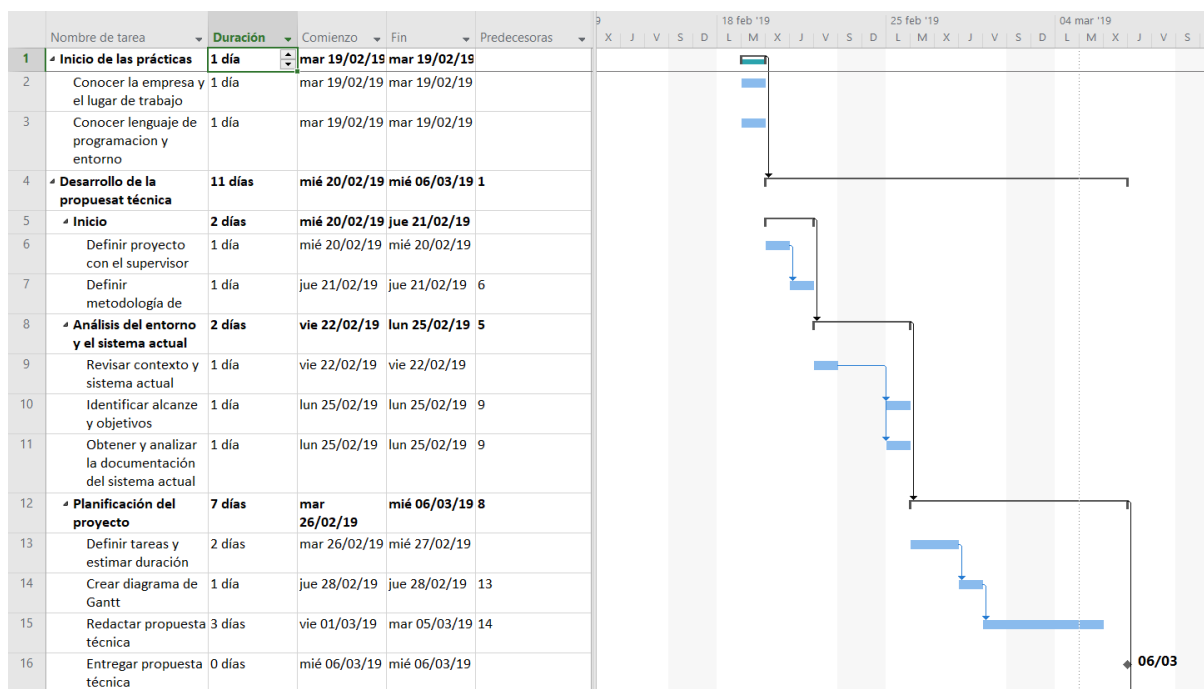 9 18 feb '19 25 feb '19 04 mar '19
Nombre de tarea Duración Comienzo Fin Predecesoras X J V S D L M X J V S D L M X J V S D L M X J V S
1 Inicio de las prácticas 1 día mar 19/02/19 mar 19/02/19
2 Conocer la empresa y 1 día mar 19/02/19 mar 19/02/19
el lugar de trabajo
3 Conocer lenguaje de 1 día mar 19/02/19 mar 19/02/19
programacion y
entorno
4 Desarrollo de la 11 días mié 20/02/19 mié 06/03/19 1
propuesat técnica
5 Inicio 2 días mié 20/02/19 jue 21/02/19
6 Definir proyecto 1 día mié 20/02/19 mié 20/02/19
con el supervisor
7 Definir 1 día jue 21/02/19 jue 21/02/19 6
metodología de
8 Análisis del entorno 2 días vie 22/02/19 lun 25/02/19 5
y el sistema actual
9 Revisar contexto y 1 día vie 22/02/19 vie 22/02/19
sistema actual
10 Identificar alcanze 1 día lun 25/02/19 lun 25/02/19 9
y objetivos
11 Obtener y analizar 1 día lun 25/02/19 lun 25/02/19 9
la documentación
del sistema actual
12 Planificación del 7 días mar mié 06/03/19 8
proyecto 26/02/19
13 Definir tareas y 2 días mar 26/02/19 mié 27/02/19
estimar duración
14 Crear diagrama de 1 día jue 28/02/19 jue 28/02/19 13
Gantt
15 Redactar propuesta 3 días vie 01/03/19 mar 05/03/19 14
técnica
16 Entregar propuesta 0 días mié 06/03/19 mié 06/03/19 06/03
técnica